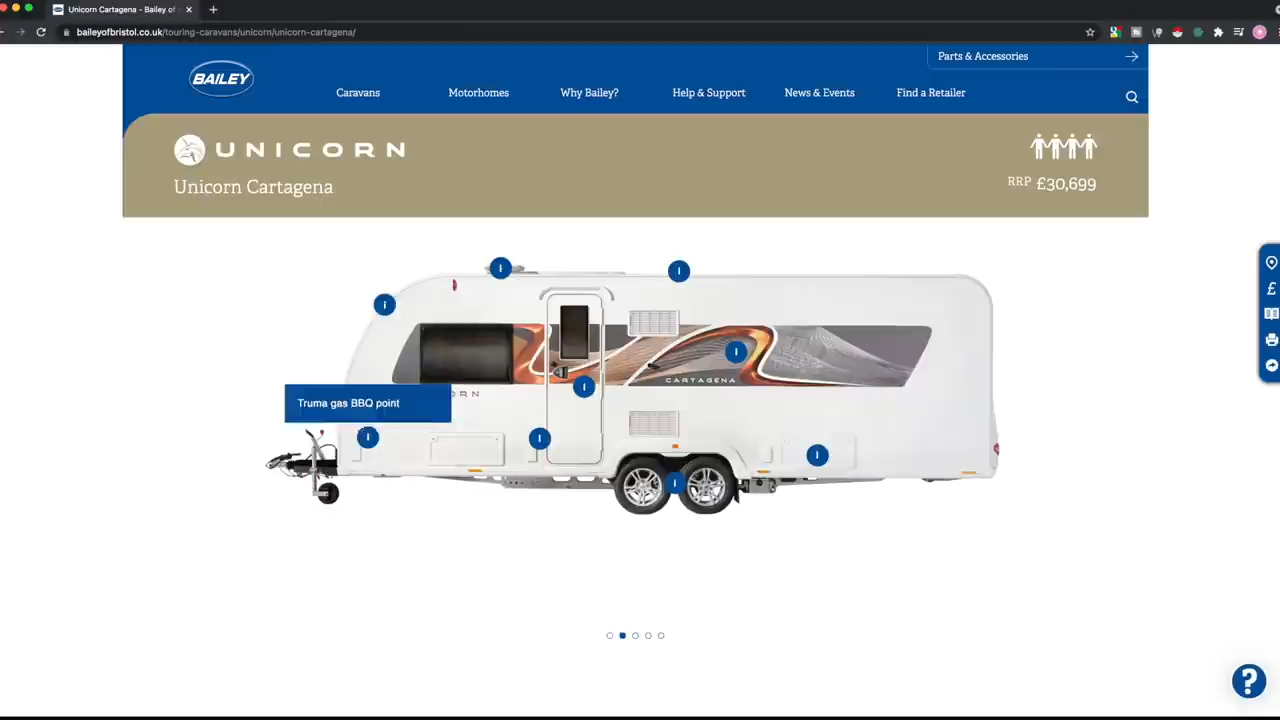 Unicorn Cartagena - Bailey of
baileyofbristol.co.uk/touring-caravans/unicorn/unicorn-cartagena/
Parts & Accessories
BAILEY
Caravans
Motorhomes
Why Bailey?
Help & Support
News & Events
Find a Retailer
UNICORN
Unicorn Cartagena
RRP £30,699
i
i
i
i
CARTAGENA
i
Truma gas BBQ point
ORN
i
i
i
i
£
?